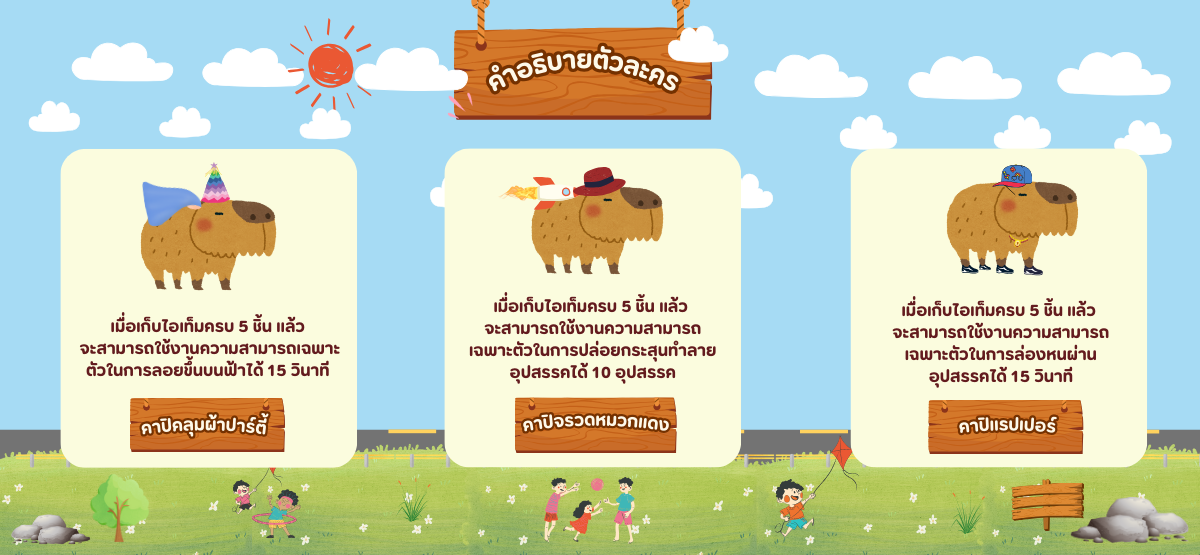 คำอธิบายตัวละคร
เมื่อเก็บไอเท็มครบ 5 ชิ้น แล้ว
จะสามารถใช้งานความสามารถเฉพาะ
ตัวในการลอยขึ้นบนฟ้าได้ 15 วินาที
คาปิคลุมผ้าปาร์ตี้
เมื่อเก็บไอเท็มครบ 5 ชิ้น แล้ว
จะสามารถใช้งานความสามารถ
เฉพาะตัวในการปล่อยกระสุนทำลาย
อุปสรรคได้ 10 อุปสรรค
คาปิจรวดหมวกแดง
เมื่อเก็บไอเท็มครบ 5 ชิ้น แล้ว
จะสามารถใช้งานความสามารถ
เฉพาะตัวในการล่องหนผ่าน
อุปสรรคได้ 15 วินาที
คาปิแรปเปอร์